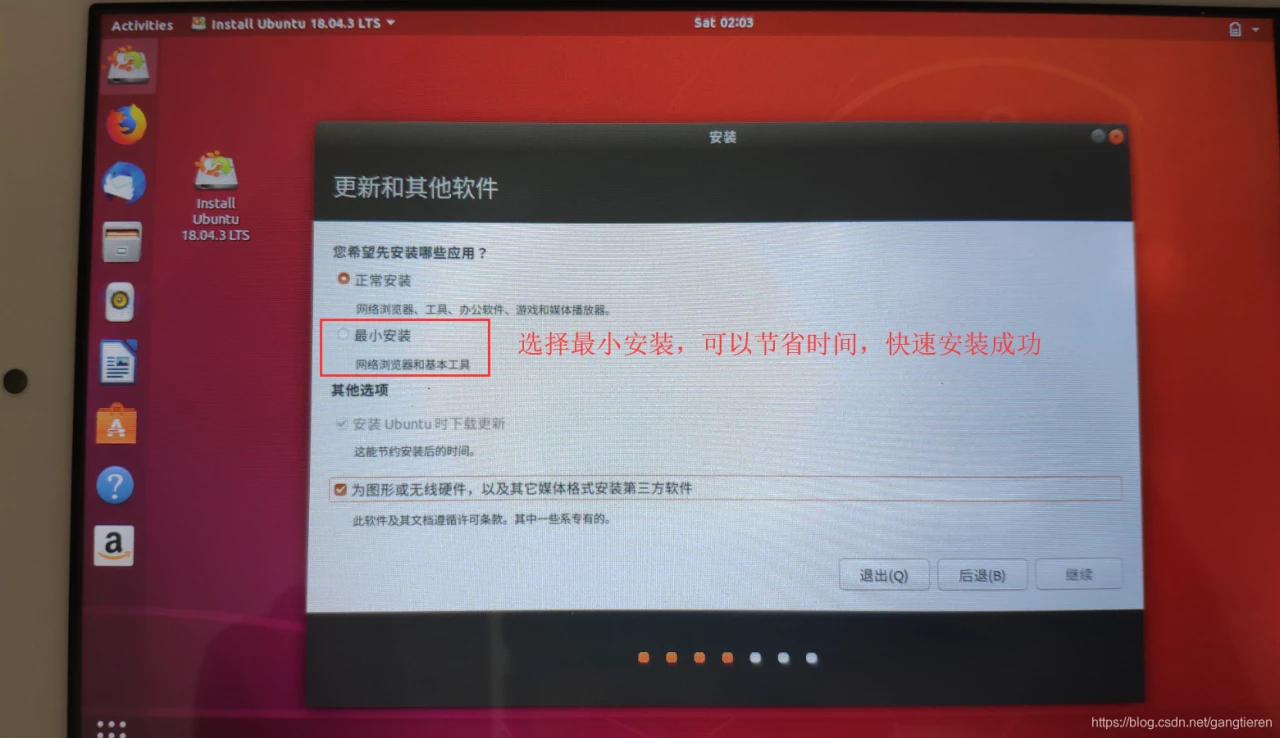 Activities
Install Ubuntu 18.04.3 LTS
Sat 02:03
安装
更新和其他软件
Install
Ubuntu
18.04.3 LTS
您希望先安装哪些应用？
正常安装
网络浏览器、工具、办公软件、游戏和媒体播放器。
最小安装
选择最小安装，可以节省时间，快速安装成功
网络浏览器和基本工具
其他选项
安装 Ubuntu 时下载更新
这能节约安装后的时间。
为图形或无线硬件，以及其它媒体格式安装第三方软件
此软件及其文档遵循许可条款。其中一些系专有的。
退出(Q) 后退(B) 继续
https://blog.csdn.net/gangtieren